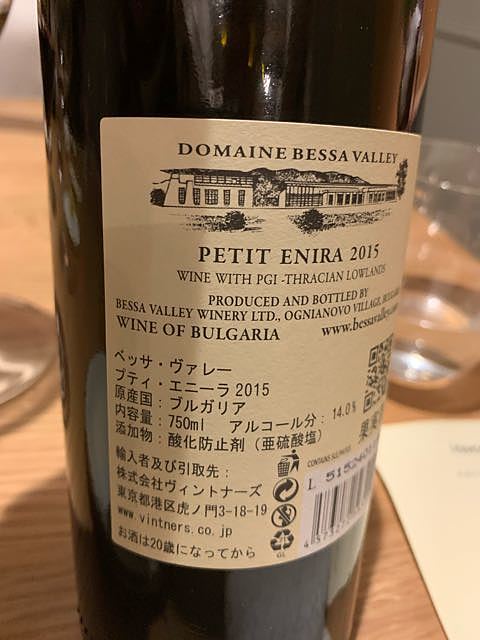 DOMAINE BESSA VALLEY
PETIT ENIRA 2015
WINE WITH PGI -THRACIAN LOWLANDS
PRODUCED AND BOTTLED BY
BESSA VALLEY WINERY LTD., OGNIANOVO VILLAGE,
WINE OF BULGARIA
www.bessavalley.
ベッサ・ヴァレー
プティ・エニーラ 2015
原産国：ブルガリア
内容量：750ml アルコール分：14.0%
添加物：酸化防止剤（亜硫酸塩）
輸入者及び引取先：
株式会社ヴィントナーズ
東京都港区虎ノ門3-18-19
www.vintners.co.jp
お酒は20歳になってから
CONTAINS SULPHITES
GL